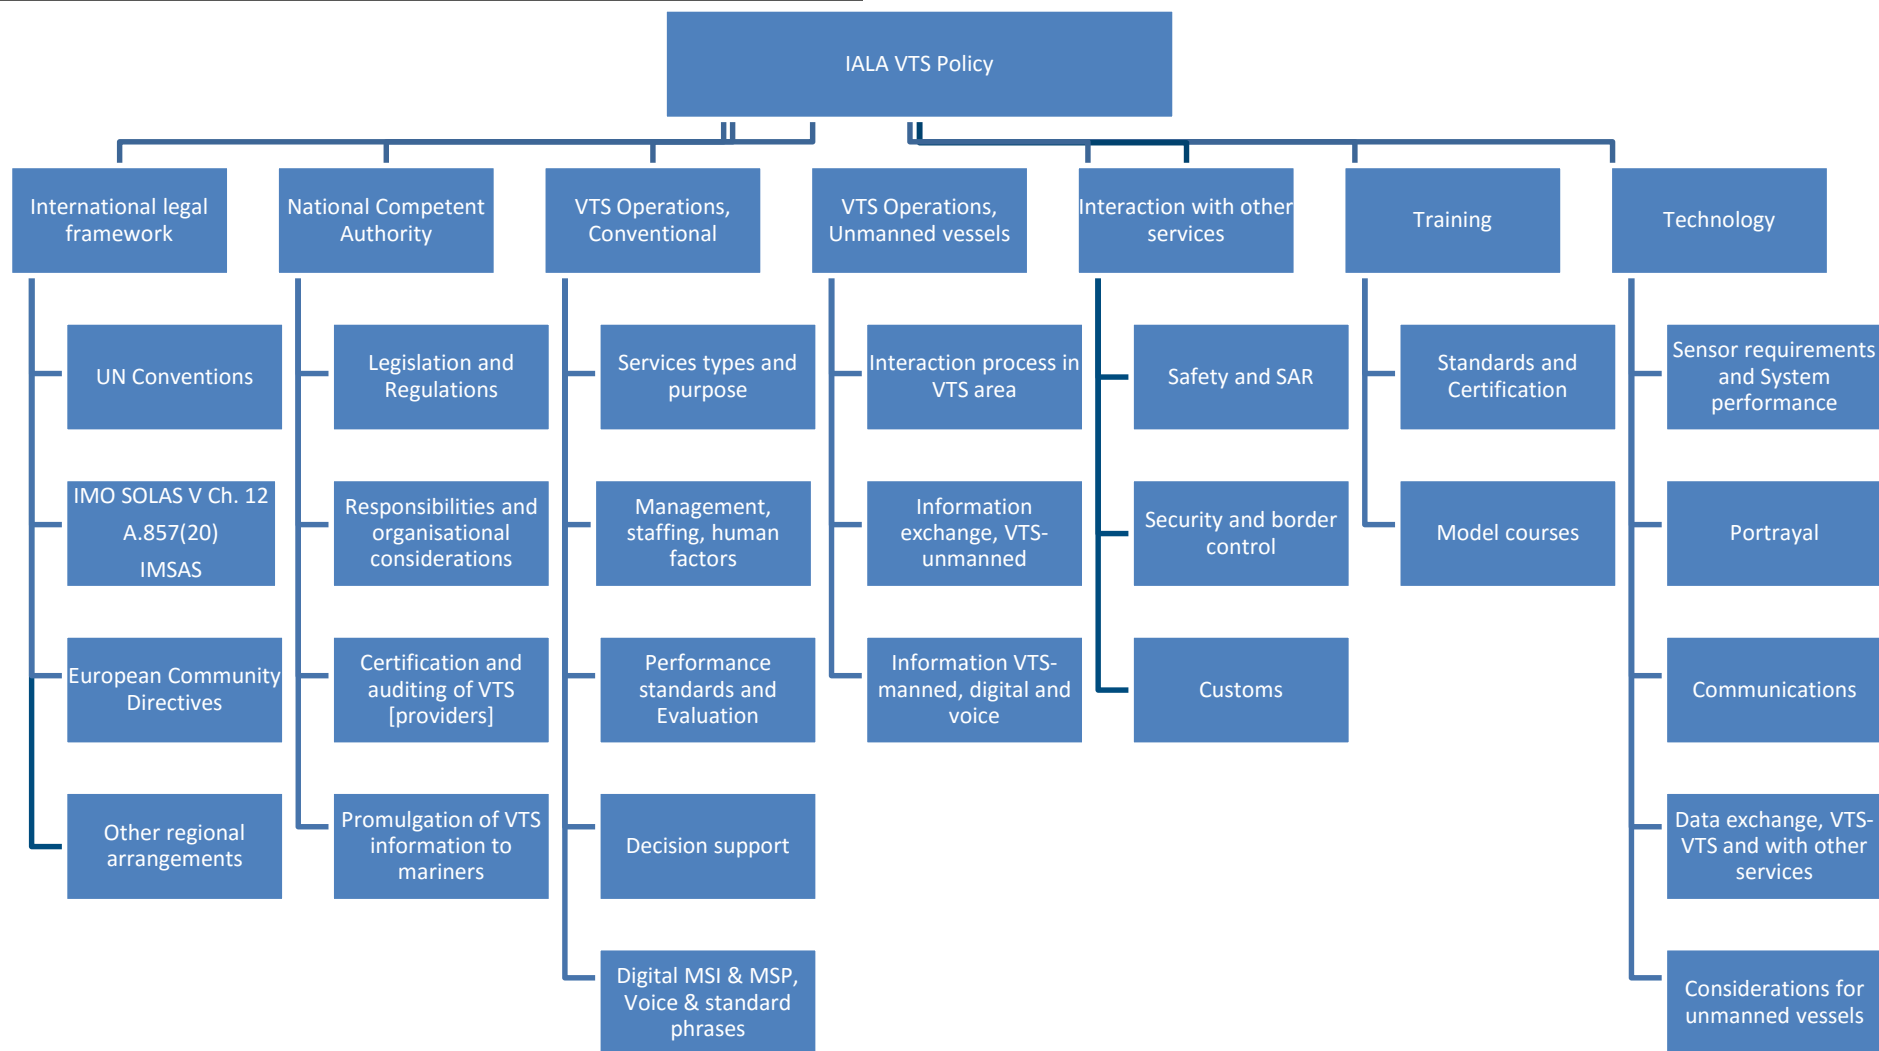 IALA VTS Policy
International legal
framework
National Competent
Authority
VTS Operations,
Conventional
VTS Operations,
Unmanned vessels
Interaction with other
services
Training
Technology
UN Conventions
Legislation and
Regulations
Services types and
purpose
Interaction process in
VTS area
Safety and SAR
Standards and
Certification
Sensor requirements
and System
performance
IMO SOLAS V Ch. 12
A.857(20)
IMSAS
Responsibilities and
organisational
considerations
Management,
staffing, human
factors
Information
exchange, VTS-
unmanned
Security and border
control
Model courses
Portrayal
European Community
Directives
Certification and
auditing of VTS
[providers]
Performance
standards and
Evaluation
Information VTS-
manned, digital and
voice
Customs
Communications
Other regional
arrangements
Promulgation of VTS
information to
mariners
Decision support
Data exchange, VTS-
VTS and with other
services
Digital MSI & MSP,
Voice & standard
phrases
Considerations for
unmanned vessels